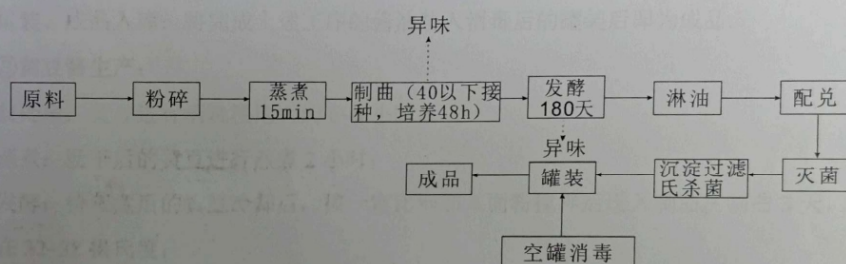 异味
原料
粉碎
蒸煮
15min
制曲（40以下接
种，培养48h）
发酵
180天
淋油
配兑
异味
成品
罐装
沉淀过滤
氏杀菌
灭菌
空罐消毒